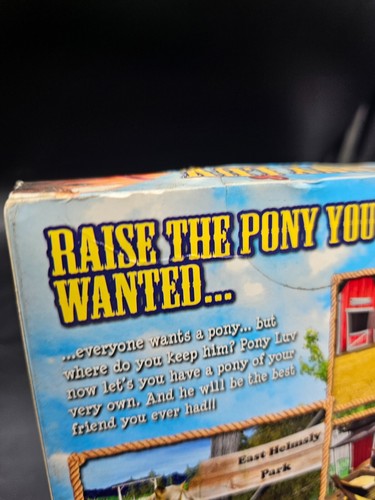 RAISE THE PONY YOU
WANTED...
...everyone wants a pony... but
where do you keep him? Pony Luv
now let's you have a pony of your
very own. And he will be the best
friend you ever had!!
East Helmsly
Park